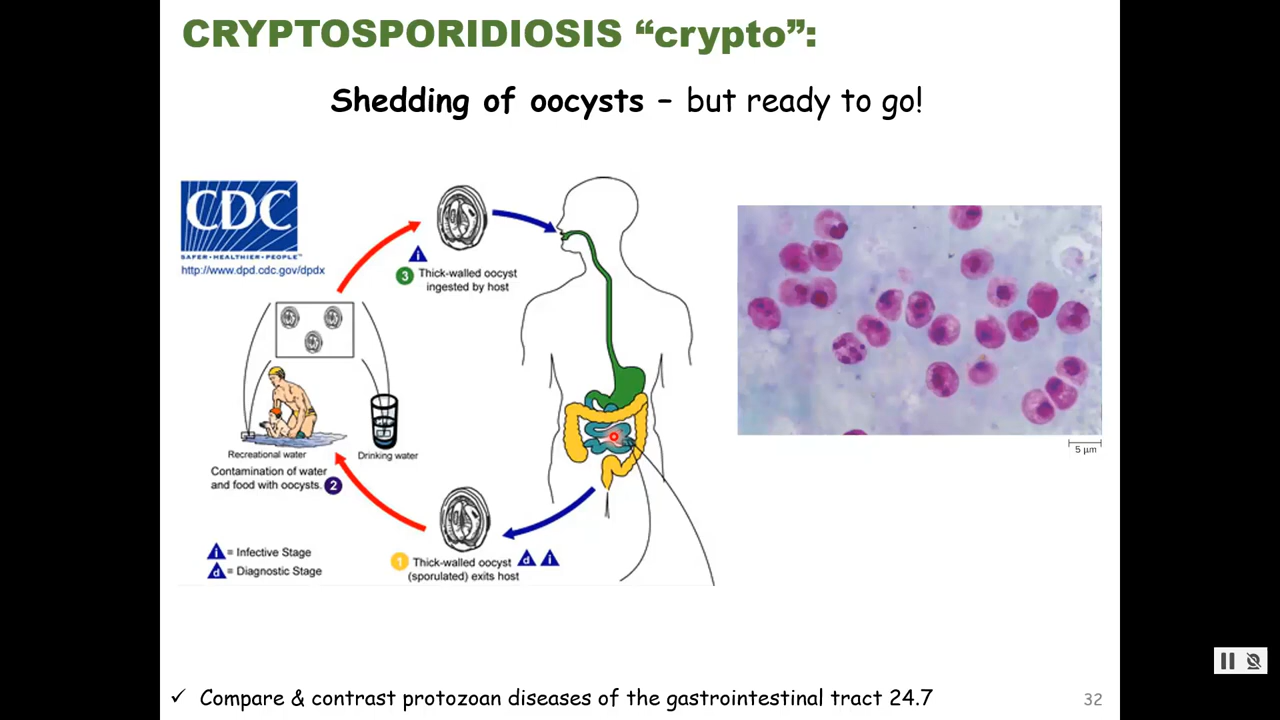 CRYPTOSPORIDIOSIS “crypto”:
Shedding of oocysts – but ready to go!
CDC
SAFER•HEALTHIER•PEOPLE™
http://www.dpd.cdc.gov/dpdx
i
3 Thick-walled oocyst
ingested by host
Recreational water
Drinking water
Contamination of water
and food with oocysts. 2
i = Infective Stage
d = Diagnostic Stage
1 Thick-walled oocyst d i
(sporulated) exits host
5 µm
✓ Compare & contrast protozoan diseases of the gastrointestinal tract 24.7
32